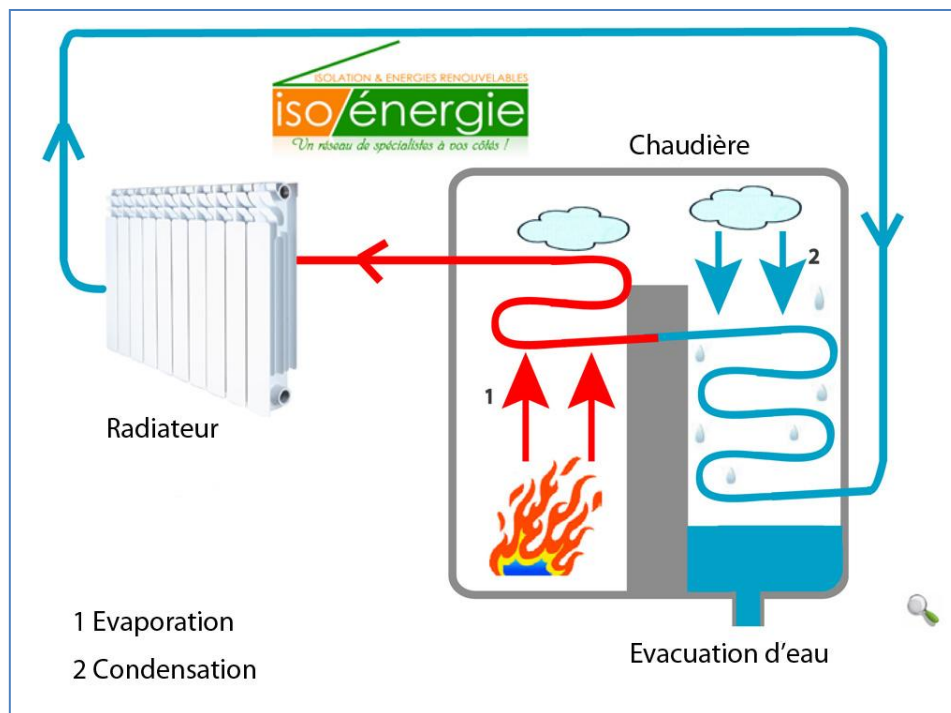 ISOLATION & ENERGIES RENOUVELABLES
iso/énergie
Un réseau de spécialistes à vos côtés !
Chaudière
2
1
Radiateur
1 Evaporation
2 Condensation
Evacuation d'eau